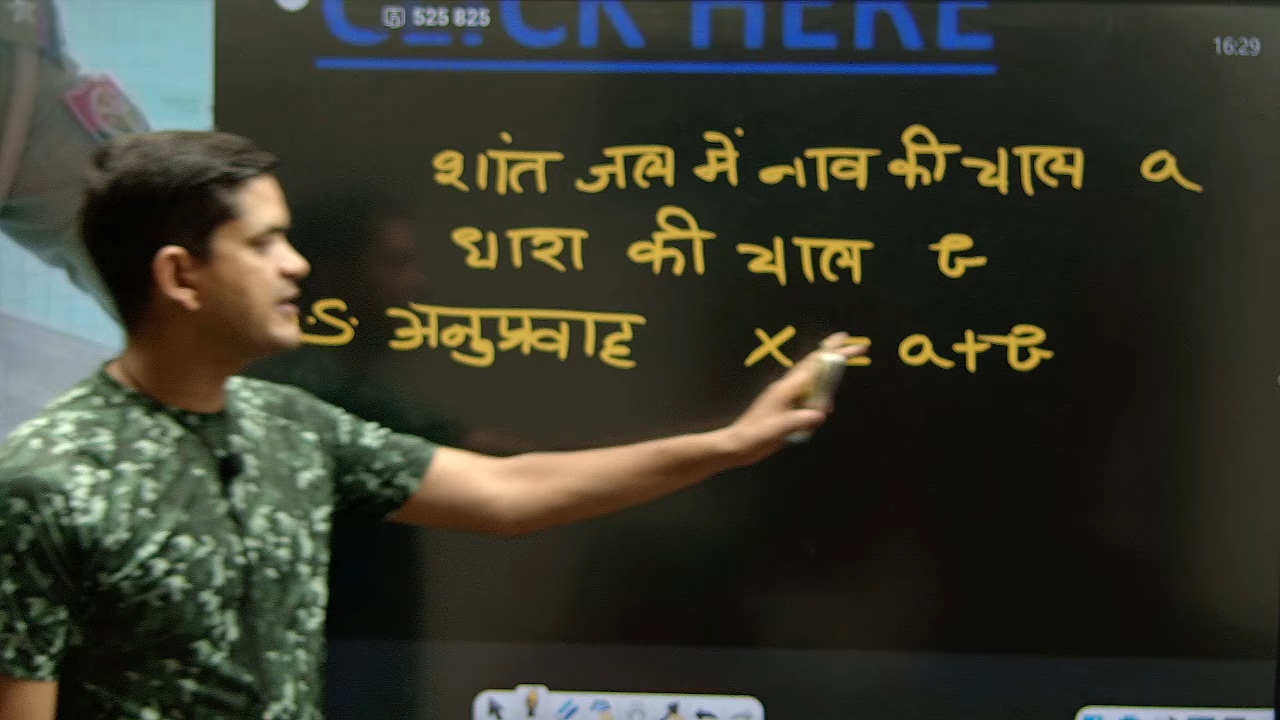 CLICK HERE
525 825
16:29
शांत जल में नाव की चाल a
धारा की चाल b
.S. अनुप्रवाह x = a+b